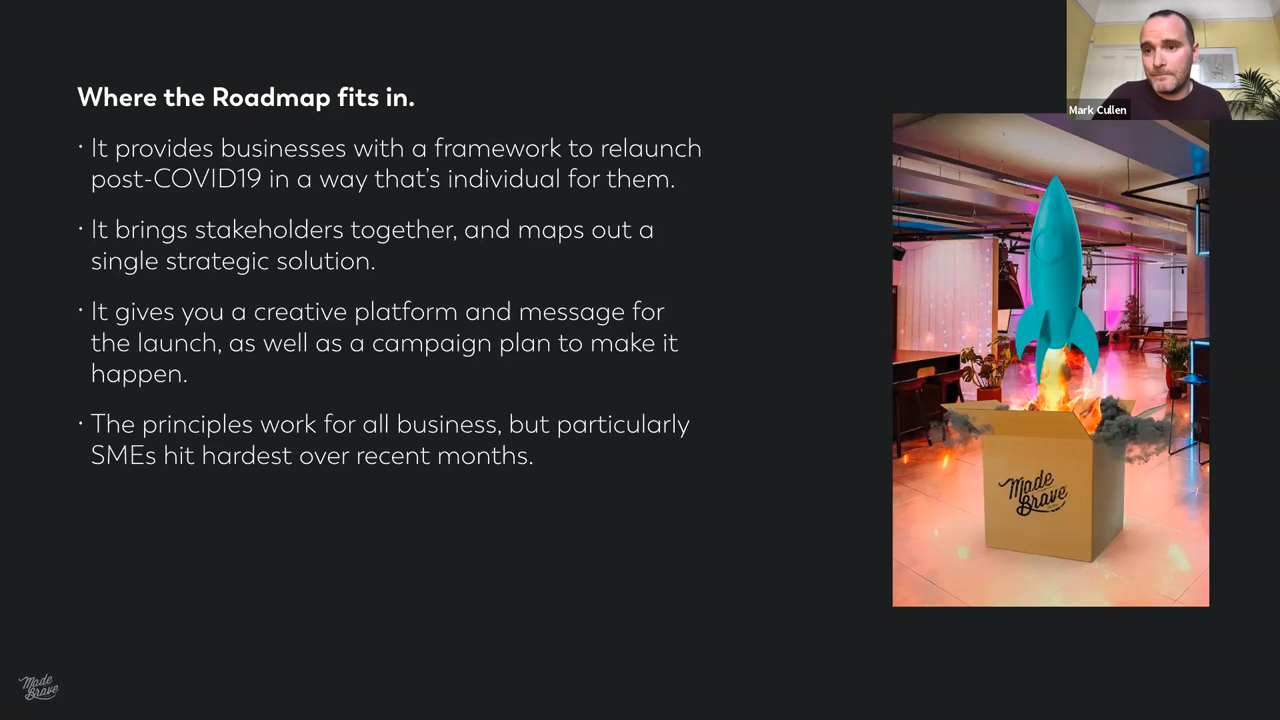 Mark Cullen
Where the Roadmap fits in.
· It provides businesses with a framework to relaunch
post-COVID19 in a way that’s individual for them.
· It brings stakeholders together, and maps out a
single strategic solution.
· It gives you a creative platform and message for
the launch, as well as a campaign plan to make it
happen.
· The principles work for all business, but particularly
SMEs hit hardest over recent months.
Made
Brave
Made
Brave